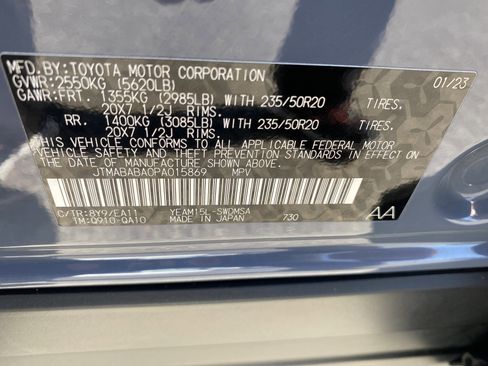 MFD.BY:TOYOTA MOTOR CORPORATION 01/23
GVWR:2550KG (5620LB)
GAWR:FRT. 1355KG (2985LB) WITH 235/50R20 TIRES,
20X7 1/2J RIMS.
RR. 1400KG (3085LB) WITH 235/50R20 TIRES,
20X7 1/2J RIMS.
THIS VEHICLE CONFORMS TO ALL APPLICABLE FEDERAL MOTOR
VEHICLE SAFETY, BUMPER, AND THEFT PREVENTION STANDARDS
IN EFFECT ON THE DATE OF MANUFACTURE SHOWN ABOVE.
JTMABABA0PA015869 MPV
C/TR:8Y9/EA11 YEAM15L-SWDMSA AA
TM:Q910-QA10 MADE IN JAPAN 730